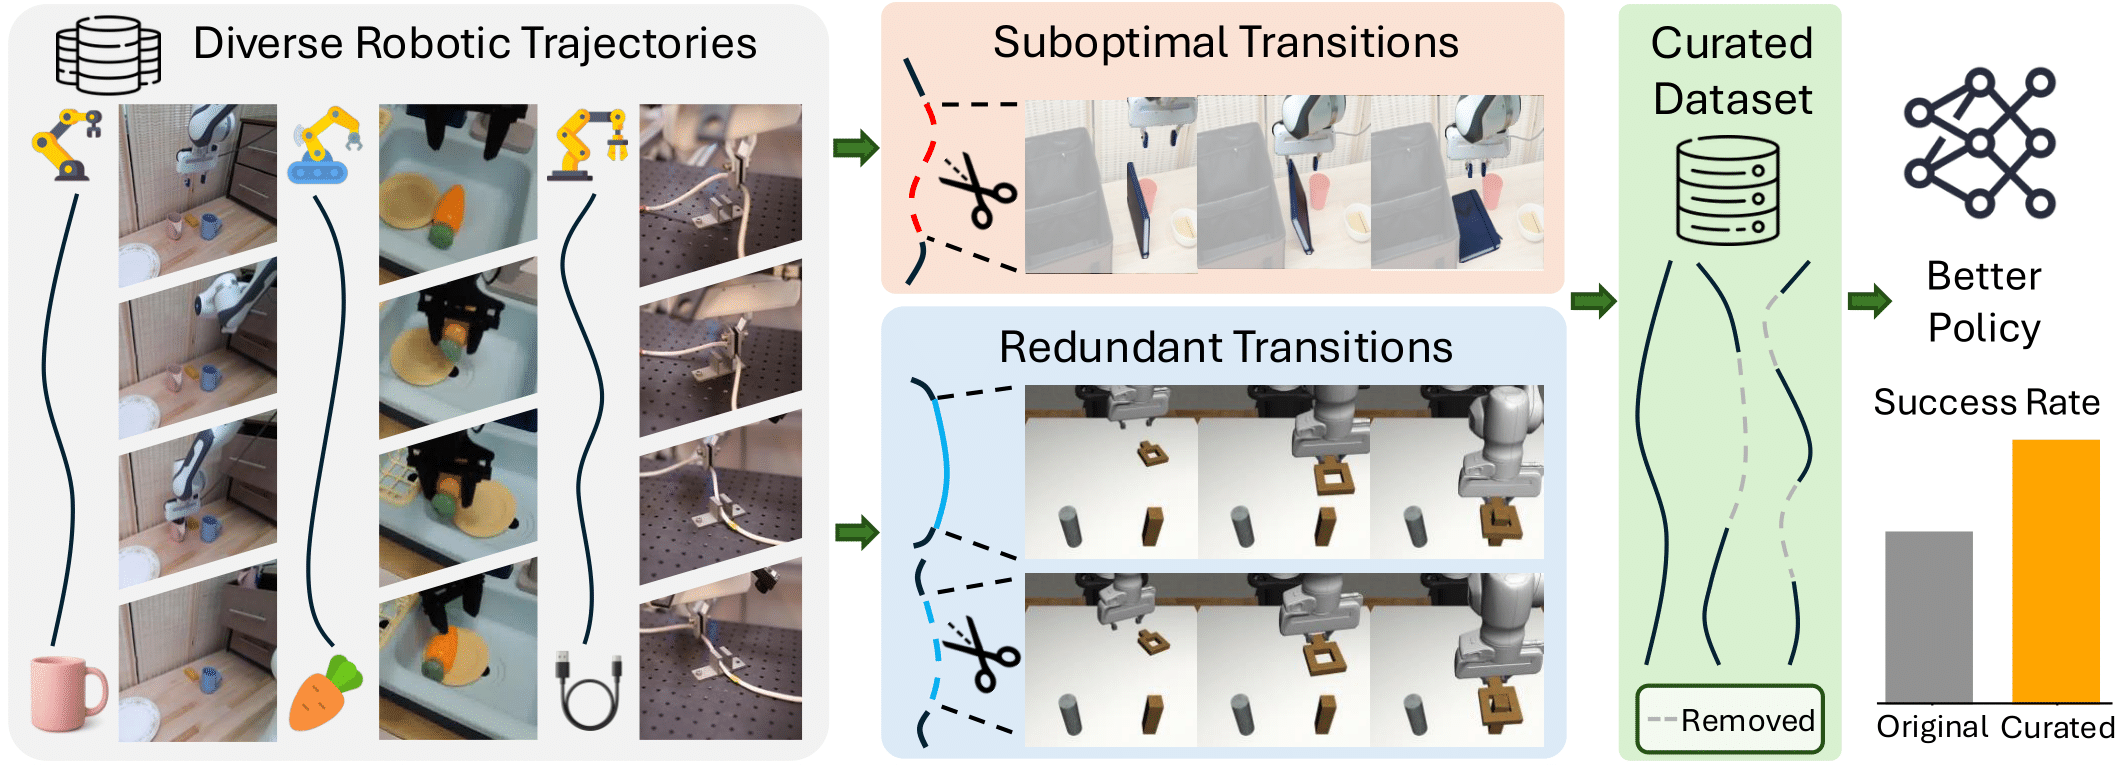 Diverse Robotic Trajectories
Suboptimal Transitions
Redundant Transitions
Curated
Dataset
Removed
Better
Policy
Success Rate
Original Curated